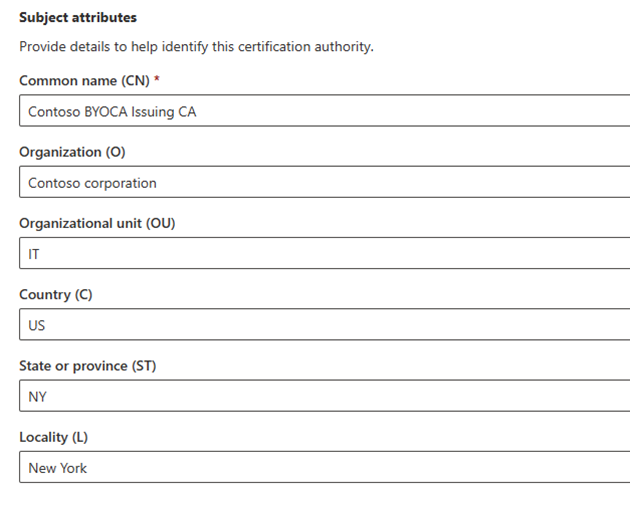 Subject attributes
Provide details to help identify this certification authority.
Common name (CN) *
Contoso BYOCA Issuing CA
Organization (O)
Contoso corporation
Organizational unit (OU)
IT
Country (C)
US
State or province (ST)
NY
Locality (L)
New York